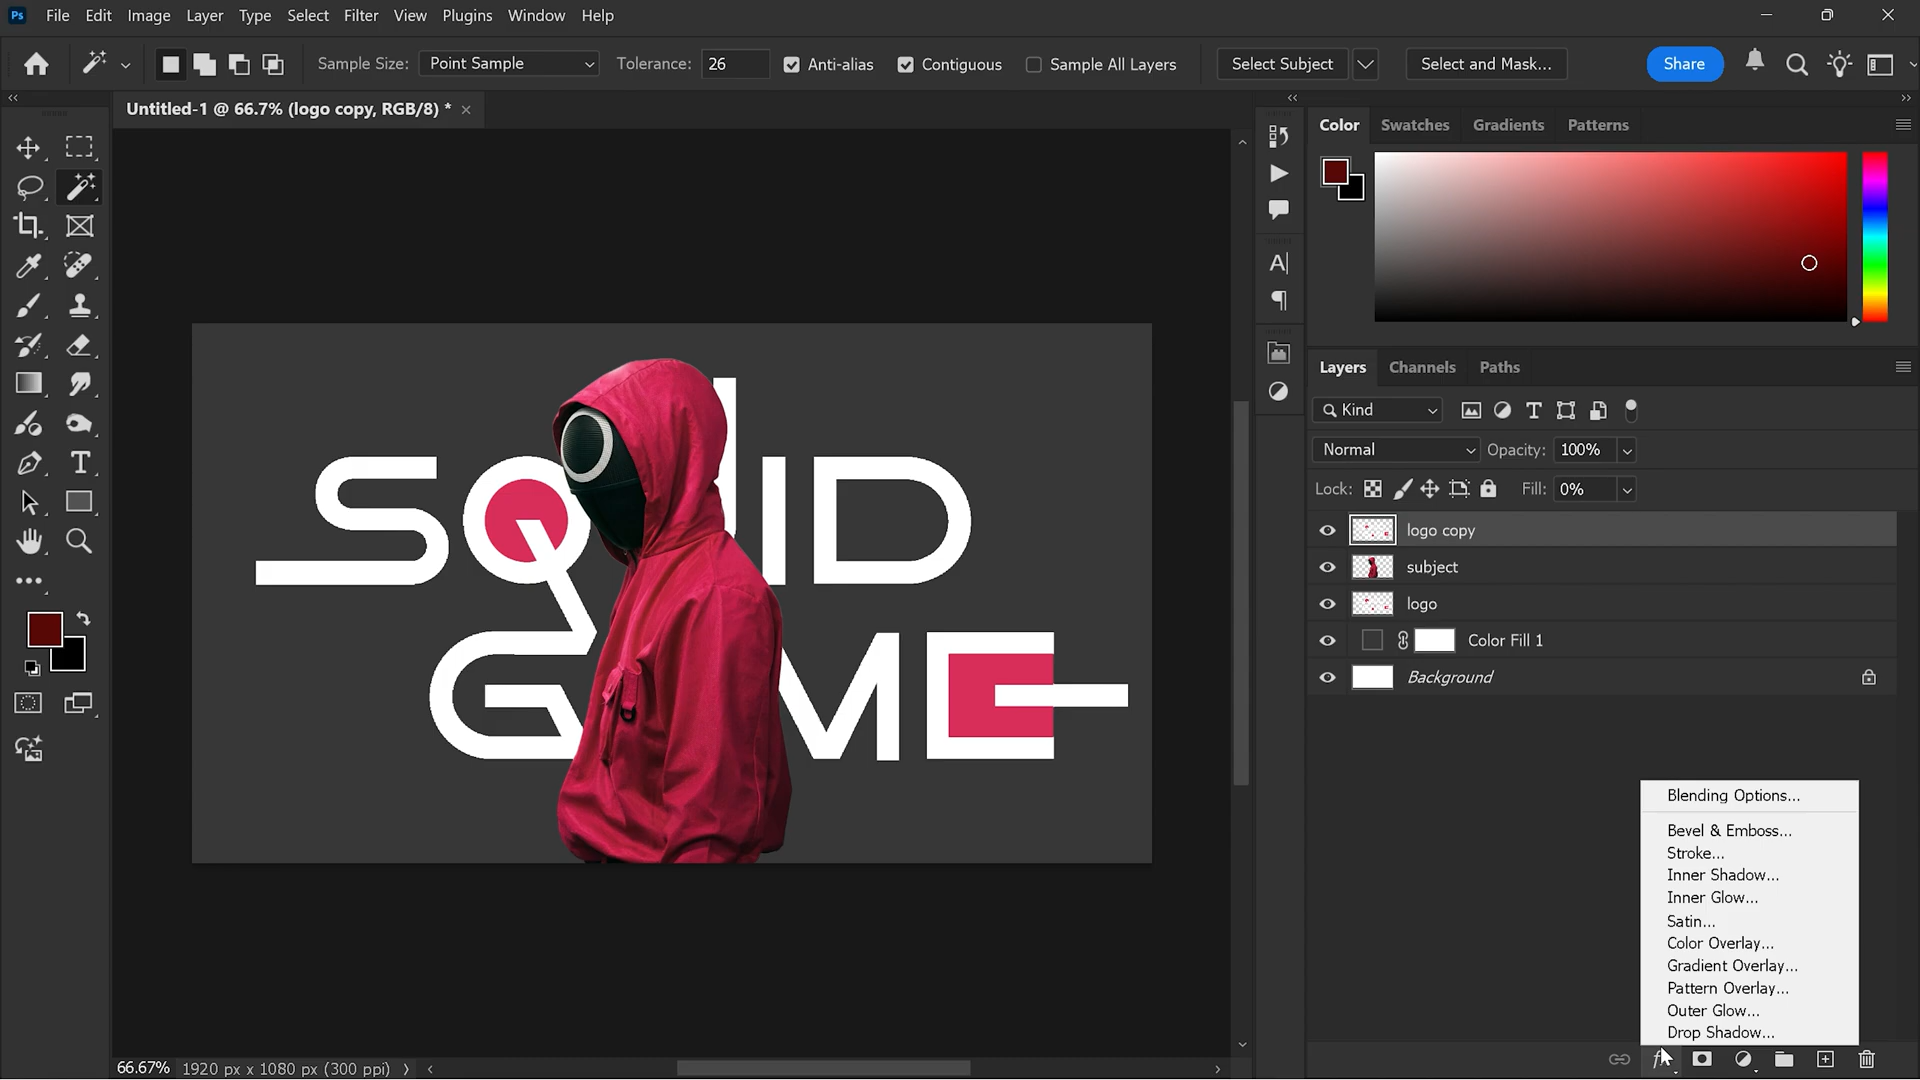 Ps File Edit Image Layer Type Select Filter View Plugins Window Help
Sample Size: Point Sample Tolerance: 26 Anti-alias Contiguous Sample All Layers Select Subject Select and Mask... Share
Untitled-1 @ 66.7% (logo copy, RGB/8) *
Color Swatches Gradients Patterns
Layers Channels Paths
Kind
Normal Opacity: 100%
Lock: Fill: 0%
logo copy
subject
logo
Color Fill 1
Background
SQUID
GAME
Blending Options...
Bevel & Emboss...
Stroke...
Inner Shadow...
Inner Glow...
Satin...
Color Overlay...
Gradient Overlay...
Pattern Overlay...
Outer Glow...
Drop Shadow...
fx
66.67% 1920 px x 1080 px (300 ppi)